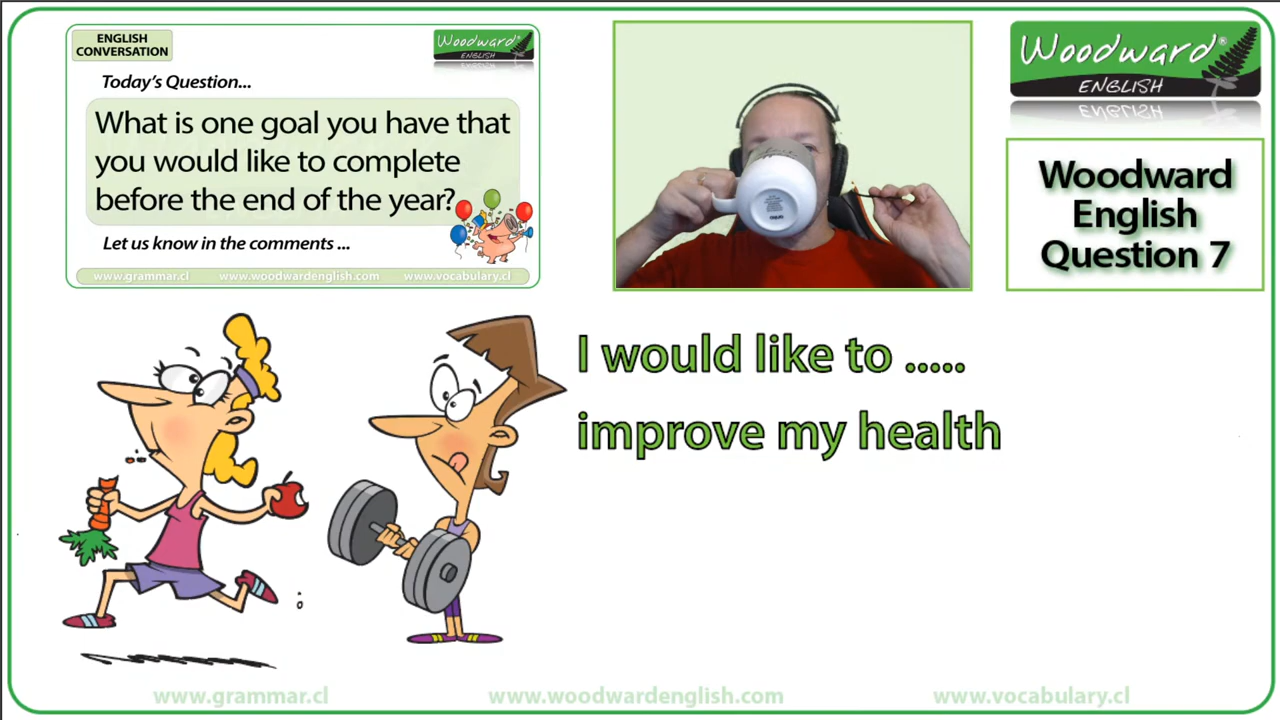 ENGLISH
CONVERSATION
Woodward
ENGLISH
Today's Question...
What is one goal you have that
you would like to complete
before the end of the year?
Let us know in the comments ...
www.grammar.cl www.woodwardenglish.com www.vocabulary.cl
Woodward®
ENGLISH
Woodward
English
Question 7
I would like to .....
improve my health
www.grammar.cl www.woodwardenglish.com www.vocabulary.cl